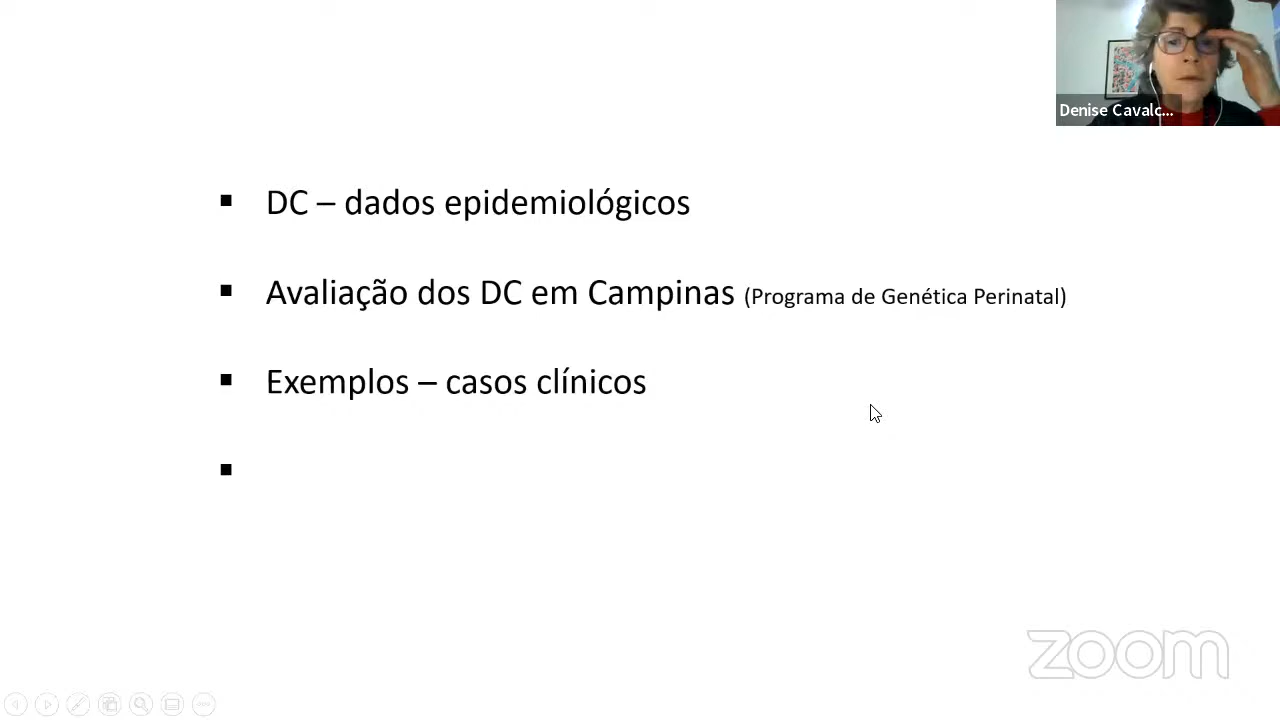 Denise Cavalc...
▪ DC – dados epidemiológicos
▪ Avaliação dos DC em Campinas (Programa de Genética Perinatal)
▪ Exemplos – casos clínicos
▪
zoom